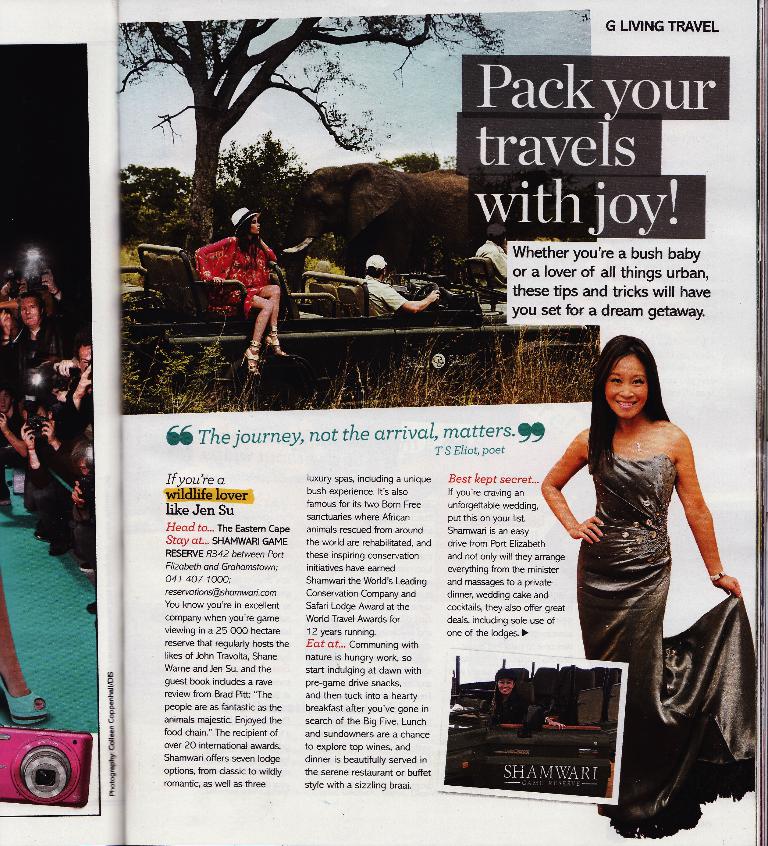 G LIVING TRAVEL
Pack your
travels
with joy!
Whether you're a bush baby
or a lover of all things urban,
these tips and tricks will have
you set for a dream getaway.
“The journey, not the arrival, matters.”
T S Eliot, poet
If you're a
wildlife lover
like Jen Su
Head to... The Eastern Cape
Stay at... SHAMWARI GAME
RESERVE R342 between Port
Elizabeth and Grahamstown;
041 407 1000;
reservations@shamwari.com
You know you're in excellent
company when you're game
viewing in a 25 000 hectare
reserve that regularly hosts the
likes of John Travolta, Shane
Warne and Jen Su, and the
guest book includes a rave
review from Brad Pitt: "The
people are as fantastic as the
animals majestic. Enjoyed the
food chain." The recipient of
over 20 international awards,
Shamwari offers seven lodge
options, from classic to wildly
romantic, as well as three
luxury spas, including a unique
bush experience. It's also
famous for its two Born Free
sanctuaries where African
animals rescued from around
the world are rehabilitated, and
these inspiring conservation
initiatives have earned
Shamwari the World's Leading
Conservation Company and
Safari Lodge Award at the
World Travel Awards for
12 years running.
Eat at... Communing with
nature is hungry work, so
start indulging at dawn with
pre-game drive snacks,
and then tuck into a hearty
breakfast after you've gone in
search of the Big Five. Lunch
and sundowners are a chance
to explore top wines, and
dinner is beautifully served in
the serene restaurant or buffet
style with a sizzling braai.
Best kept secret...
If you're craving an
unforgettable wedding,
put this on your list.
Shamwari is an easy
drive from Port Elizabeth
and not only will they arrange
everything from the minister
and massages to a private
dinner, wedding cake and
cocktails, they also offer great
deals, including sole use of
one of the lodges. ▶
SHAMWARI
GAME RESERVE
Photography: Colleen Coppenhall/DIS